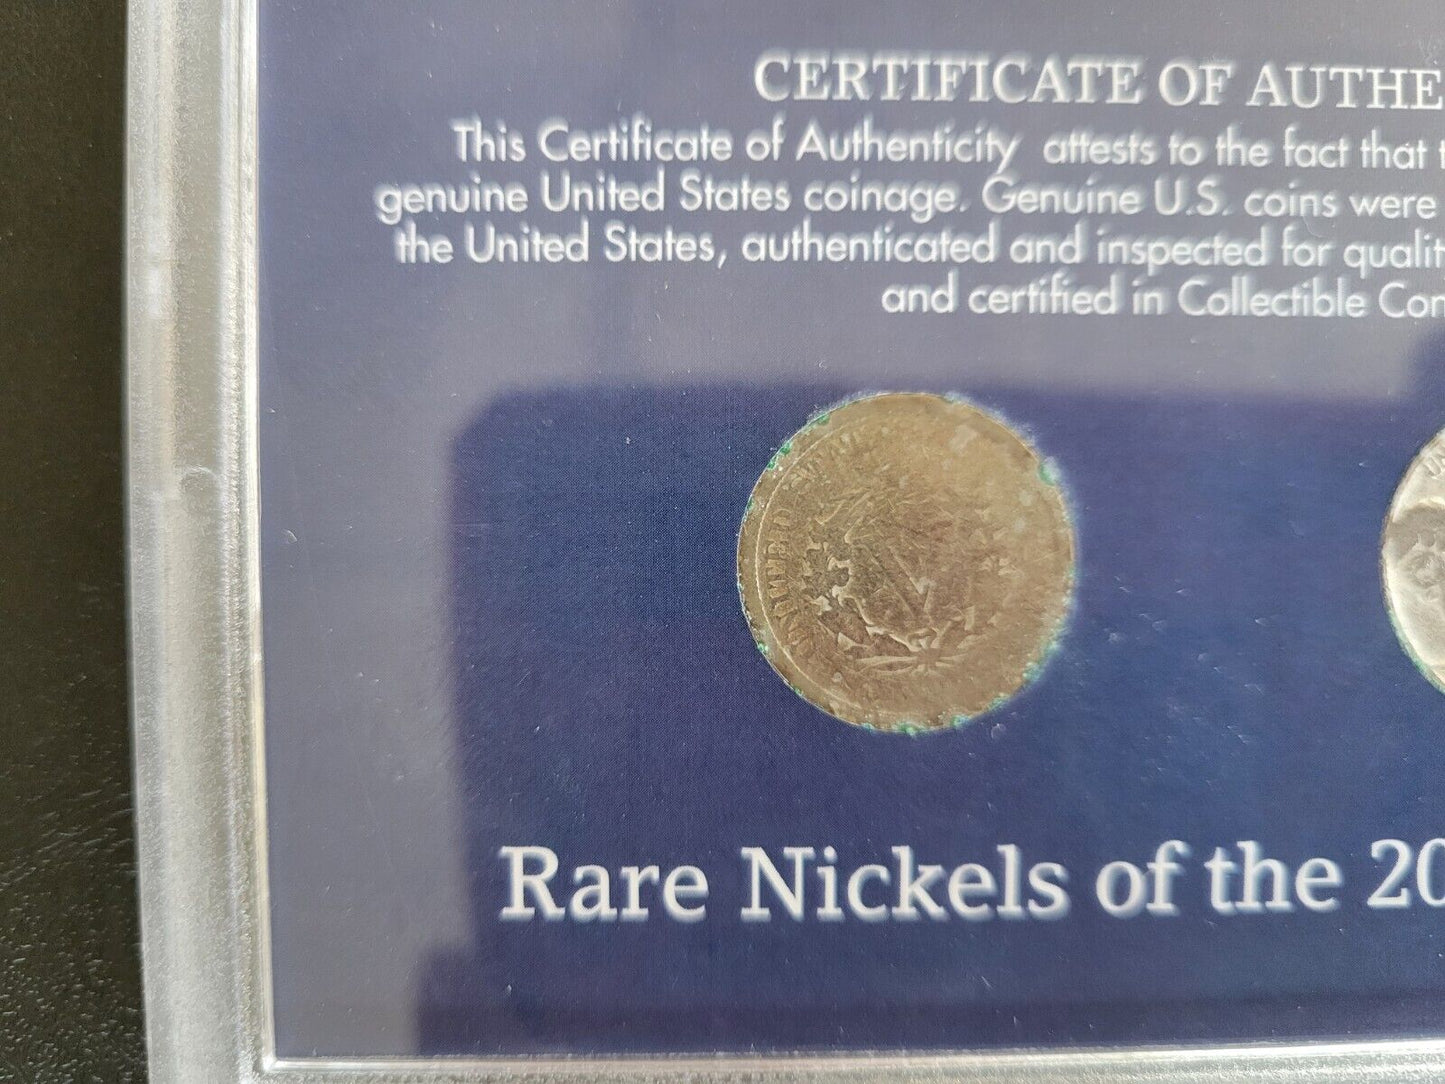 CERTIFICATE OF AUTHE
This Certificate of Authenticity attests to the fact that t
genuine United States coinage. Genuine U.S. coins were
the United States, authenticated and inspected for qualit
and certified in Collectible Con
V
Rare Nickels of the 20